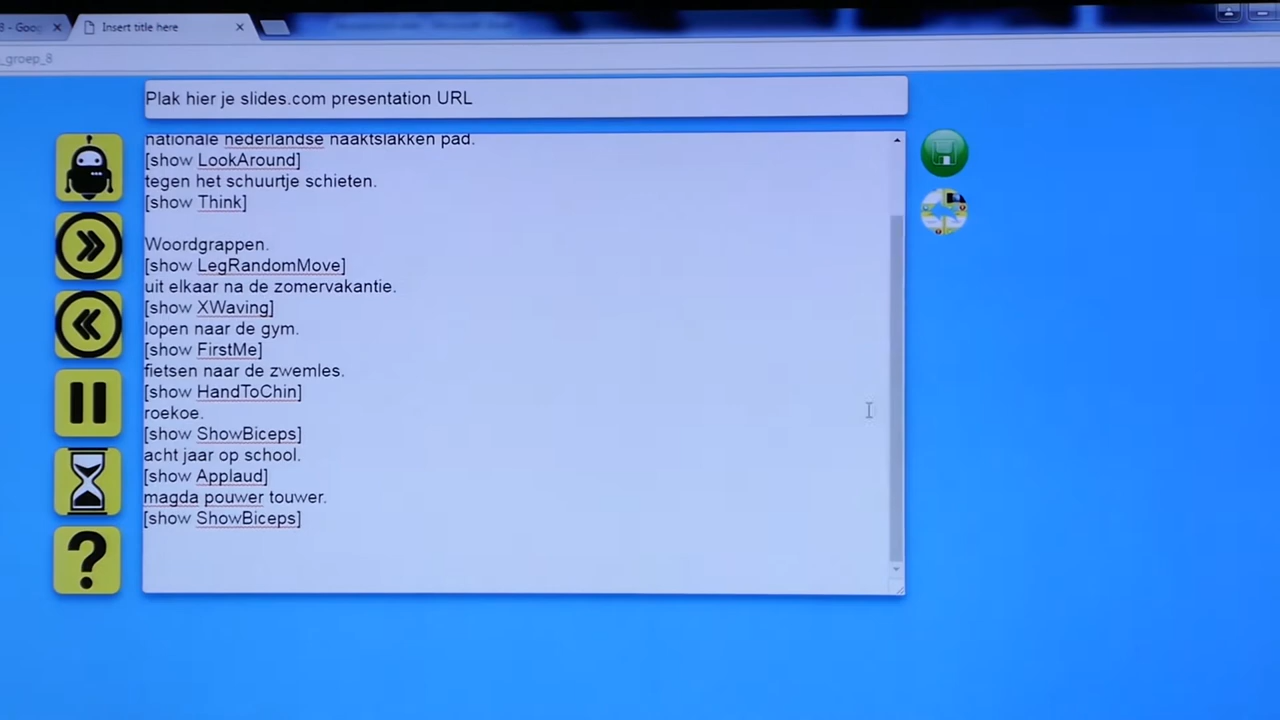 8 - Goo
Insert title here
_groep_8
Plak hier je slides.com presentation URL
nationale nederlandse naaktslakken pad.
[show LookAround]
tegen het schuurtje schieten.
[show Think]
Woordgrappen.
[show LegRandomMove]
uit elkaar na de zomervakantie.
[show XWaving]
lopen naar de gym.
[show FirstMe]
fietsen naar de zwemles.
[show HandToChin]
roekoe.
[show ShowBiceps]
acht jaar op school.
[show Applaud]
magda pouwer touwer.
[show ShowBiceps]
?